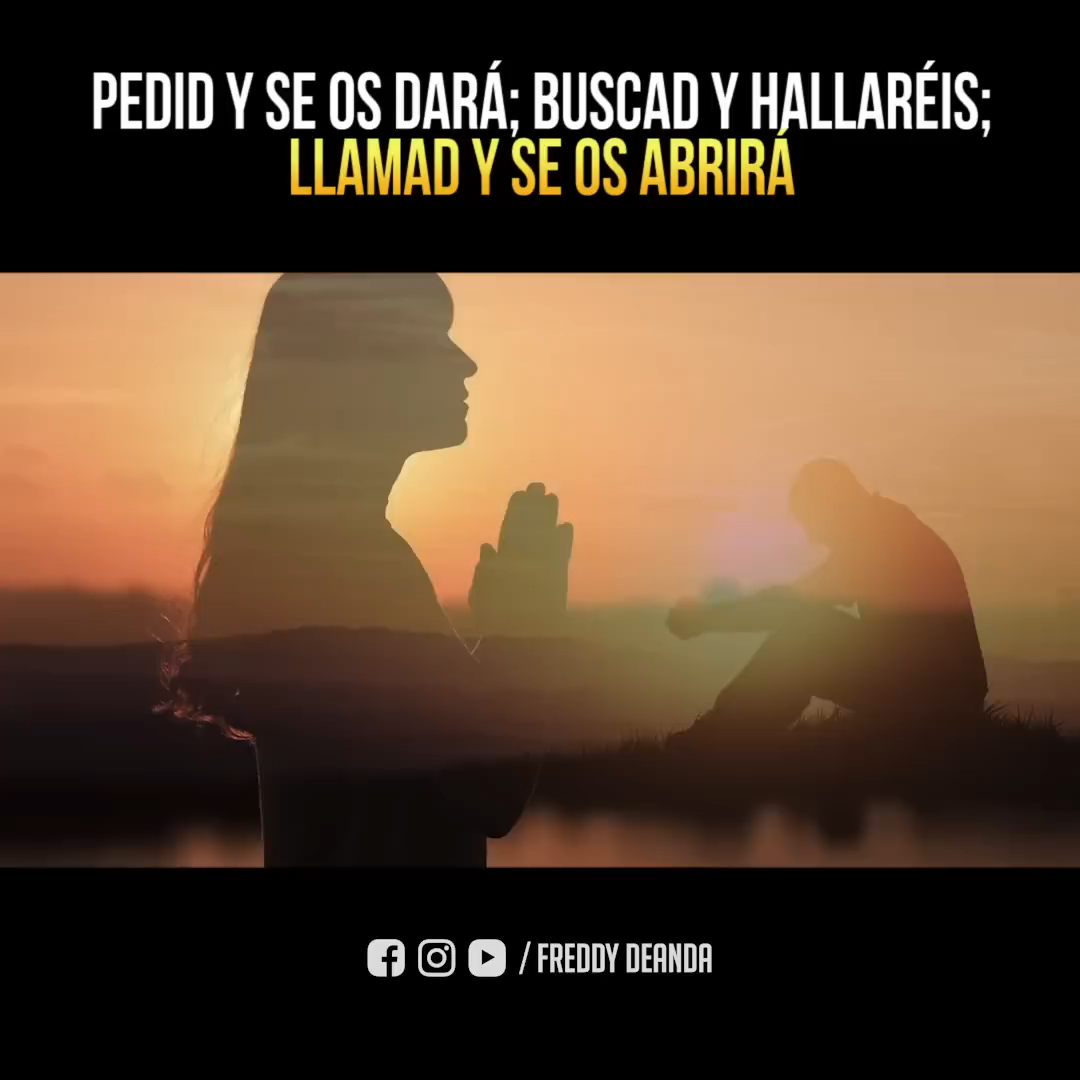 PEDID Y SE OS DARÁ; BUSCAD Y HALLARÉIS;
LLAMAD Y SE OS ABRIRÁ
/ FREDDY DEANDA